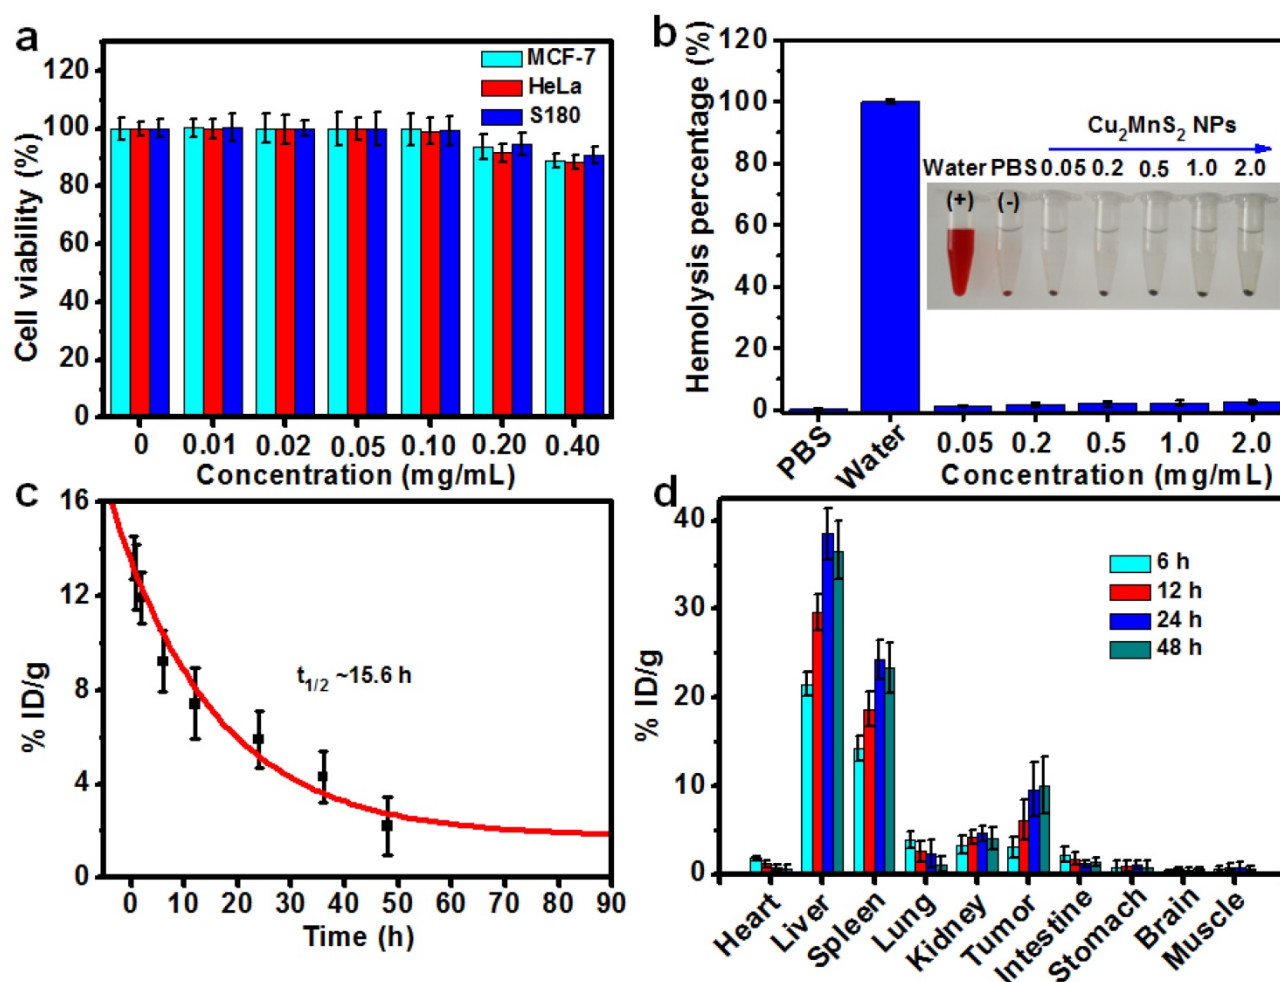 a
Cell viability (%)
120
100
80
60
40
20
0
MCF-7
HeLa
S180
0 0.01 0.02 0.05 0.10 0.20 0.40
Concentration (mg/mL)
b
Hemolysis percentage (%)
120
100
80
60
40
20
0
Cu₂MnS₂ NPs
Water PBS 0.05 0.2 0.5 1.0 2.0
(+) (-)
PBS Water 0.05 0.2 0.5 1.0 2.0
Concentration (mg/mL)
c
% ID/g
16
12
8
4
0
t₁/₂ ~15.6 h
0 10 20 30 40 50 60 70 80 90
Time (h)
d
% ID/g
40
30
20
10
0
6 h
12 h
24 h
48 h
Heart Liver Spleen Lung Kidney Tumor Intestine Stomach Brain Muscle